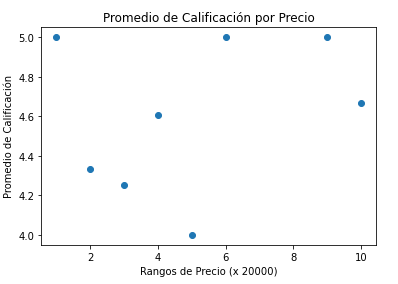 Promedio de Calificación por Precio
5.0
4.8
4.6
4.4
4.2
4.0
Promedio de Calificación
2 4 6 8 10
Rangos de Precio (x 20000)